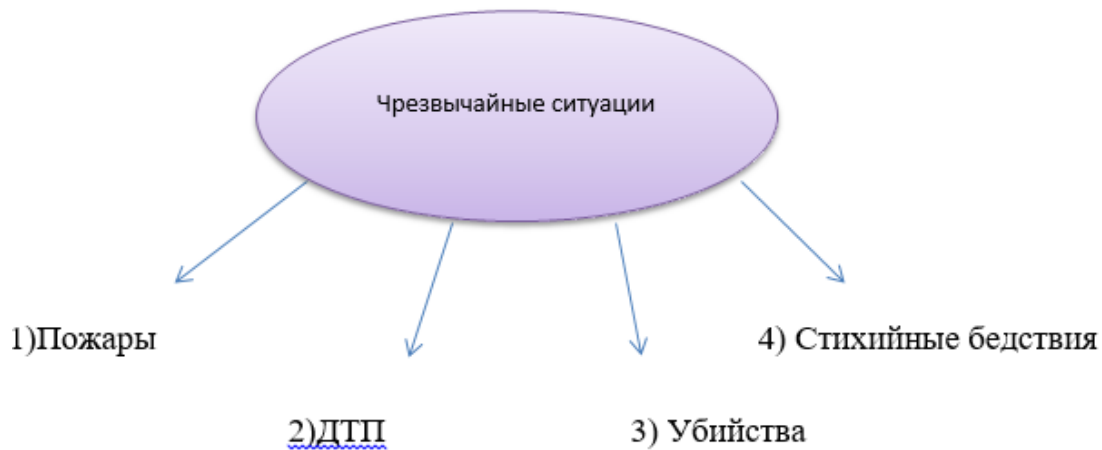 Чрезвычайные ситуации
1)Пожары
4) Стихийные бедствия
2)ДТП
3) Убийства